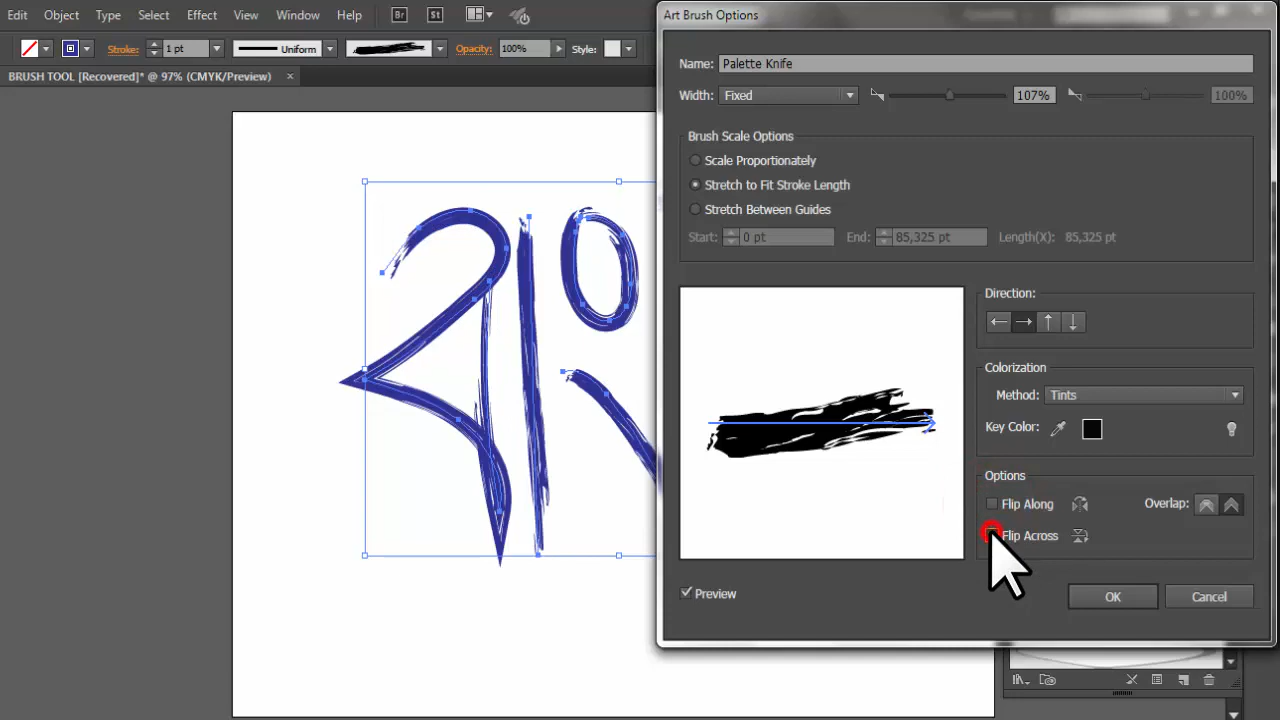 Edit Object Type Select Effect View Window Help Br St
Stroke: 1 pt Uniform Opacity: 100% Style:
BRUSH TOOL [Recovered]* @ 97% (CMYK/Preview) ×
Art Brush Options
Name: Palette Knife
Width: Fixed 107% 100%
Brush Scale Options
Scale Proportionately
Stretch to Fit Stroke Length
Stretch Between Guides
Start: 0 pt End: 85,325 pt Length(X): 85,325 pt
Direction:
Colorization
Method: Tints
Key Color:
Options
Flip Along Overlap:
Flip Across
Preview
OK Cancel